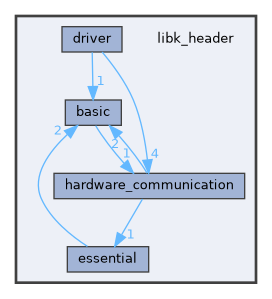 driver
libk_header
1
basic
2
2
1
4
hardware_communication
1
essential